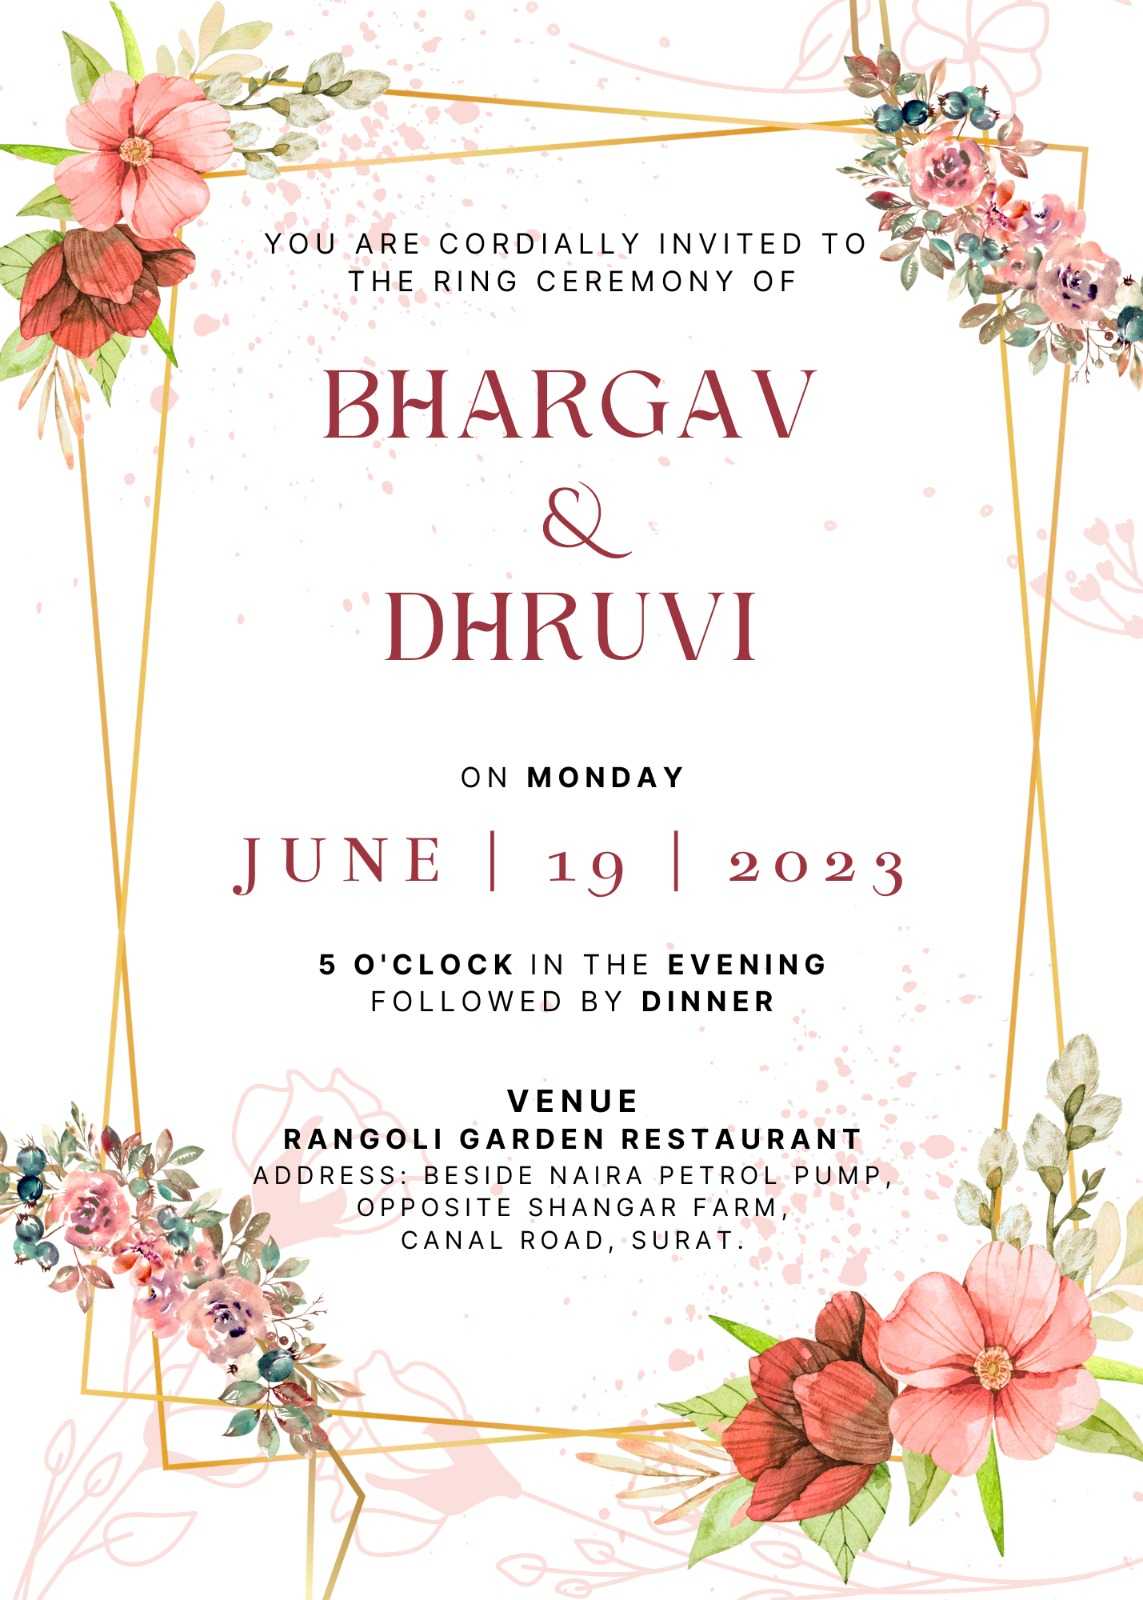 YOU ARE CORDIALLY INVITED TO
THE RING CEREMONY OF
BHARGAV
&
DHRUVI
ON MONDAY
JUNE | 19 | 2023
5 O'CLOCK IN THE EVENING
FOLLOWED BY DINNER
VENUE
RANGOLI GARDEN RESTAURANT
ADDRESS: BESIDE NAIRA PETROL PUMP,
OPPOSITE SHANGAR FARM,
CANAL ROAD, SURAT.